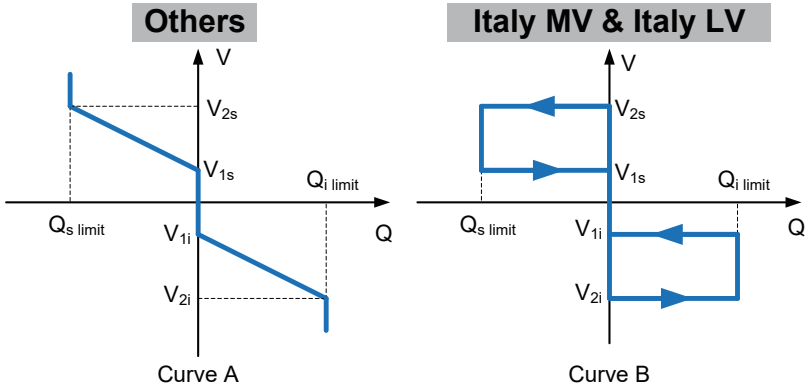 Others
V
V2s
V1s
Qi limit
Qs limit
V1i
Q
V2i
Curve A
Italy MV & Italy LV
V
V2s
V1s
Qi limit
Qs limit
V1i
Q
V2i
Curve B